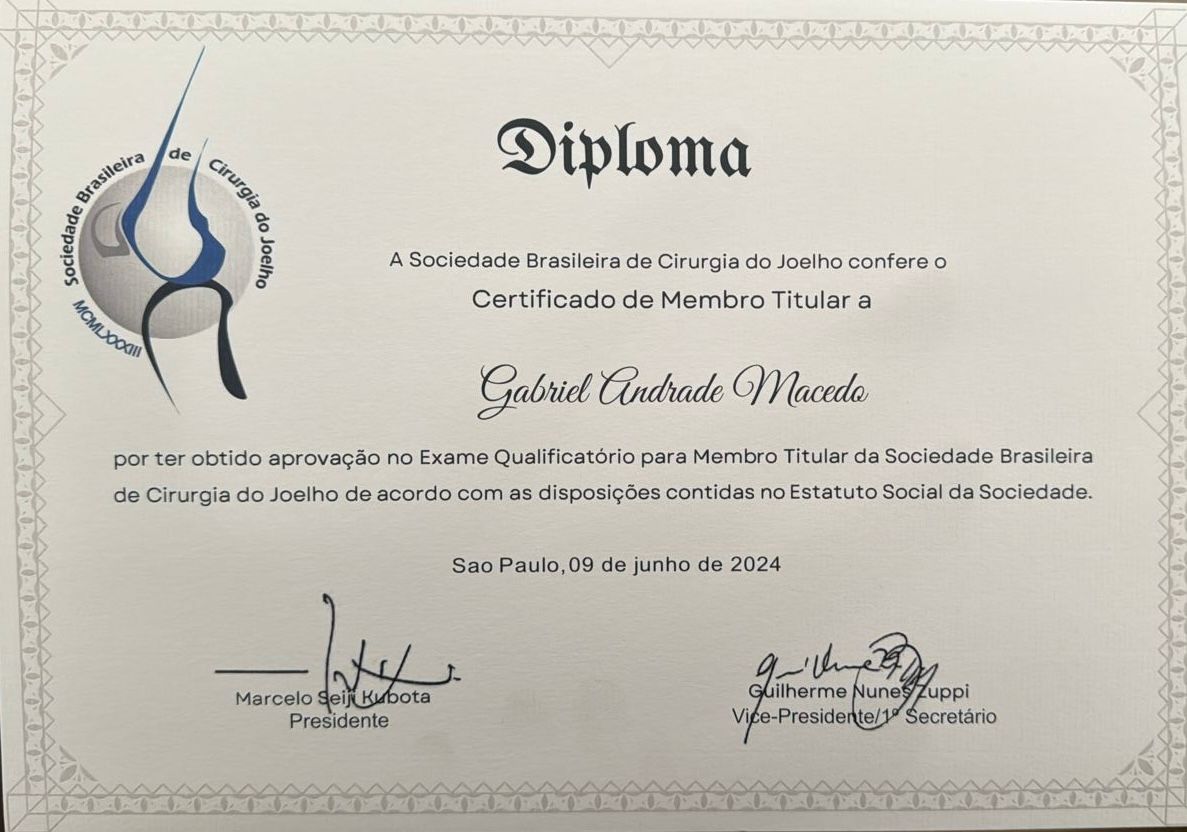 Sociedade Brasileira de Cirurgia do Joelho
MCMLXXXIII
Diploma
A Sociedade Brasileira de Cirurgia do Joelho confere o
Certificado de Membro Titular a
Gabriel Andrade Macedo
por ter obtido aprovação no Exame Qualificatório para Membro Titular da Sociedade Brasileira
de Cirurgia do Joelho de acordo com as disposições contidas no Estatuto Social da Sociedade.
Sao Paulo,09 de junho de 2024
Marcelo Seiji Kubota
Presidente
Guilherme Nunes Zuppi
Vice-Presidente/1º Secretário